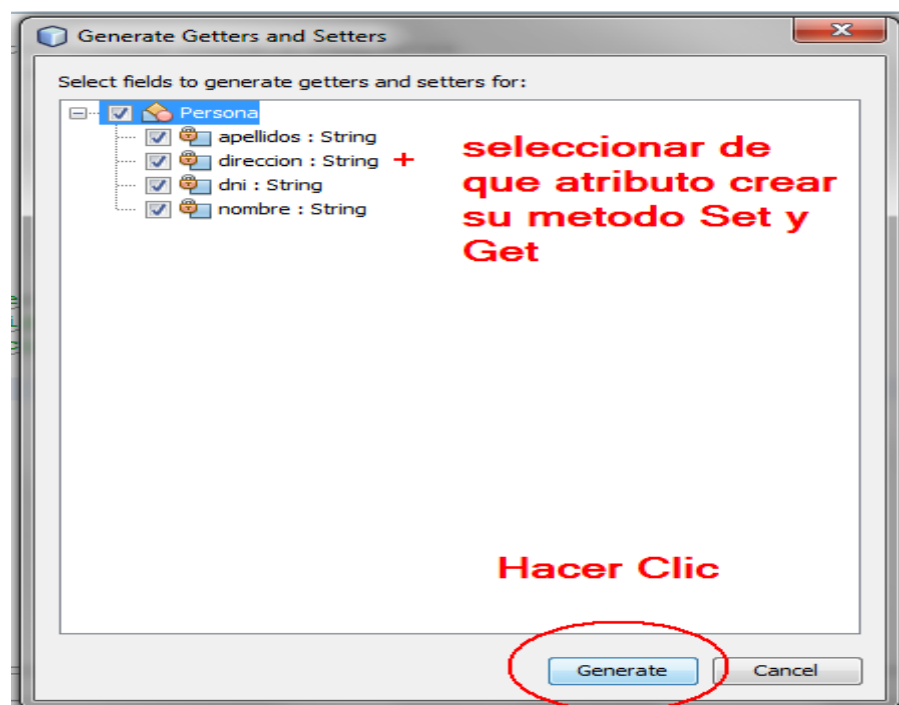 Generate Getters and Setters
Select fields to generate getters and setters for:
Persona
apellidos : String
direccion : String +
dni : String
nombre : String
seleccionar de
que atributo crear
su metodo Set y
Get
Hacer Clic
Generate
Cancel